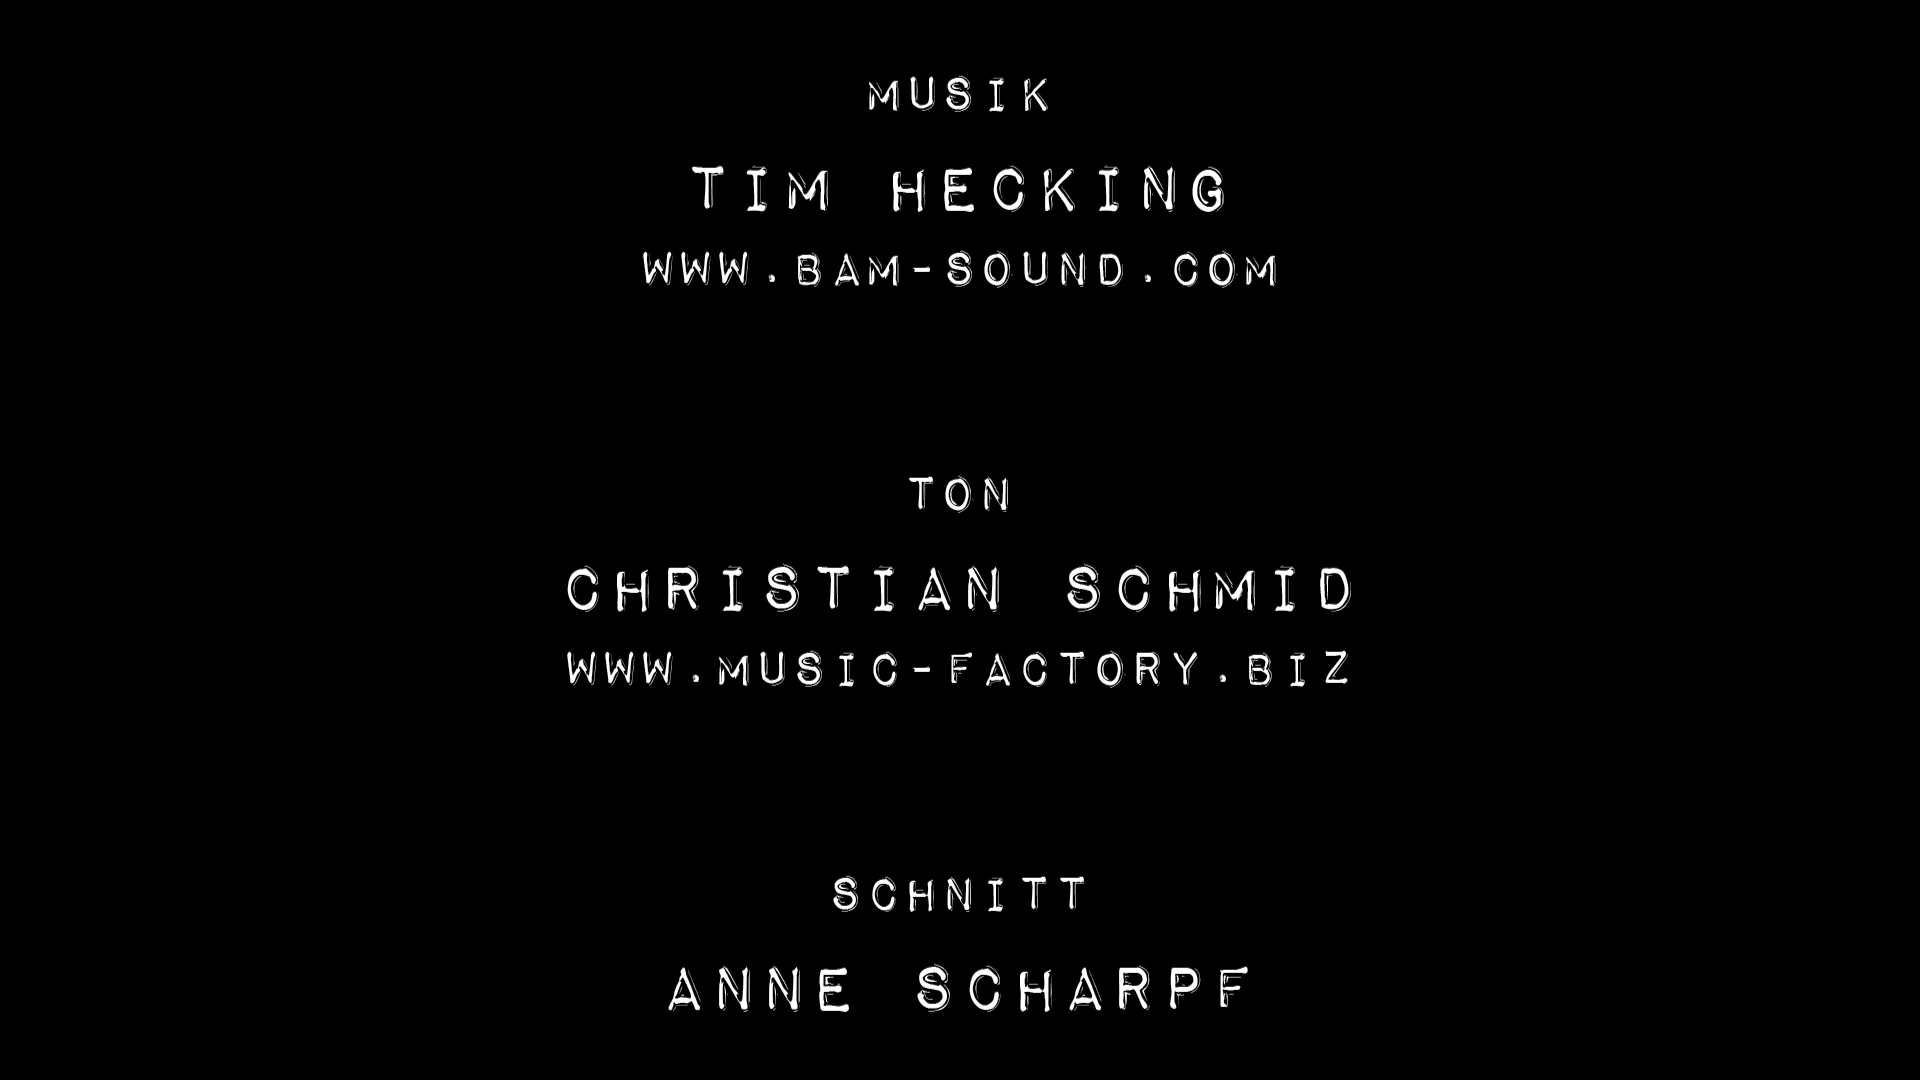 MUSIK
TIM HECKING
WWW.BAM-SOUND.COM
TON
CHRISTIAN SCHMID
WWW.MUSIC-FACTORY.BIZ
SCHNITT
ANNE SCHARPF